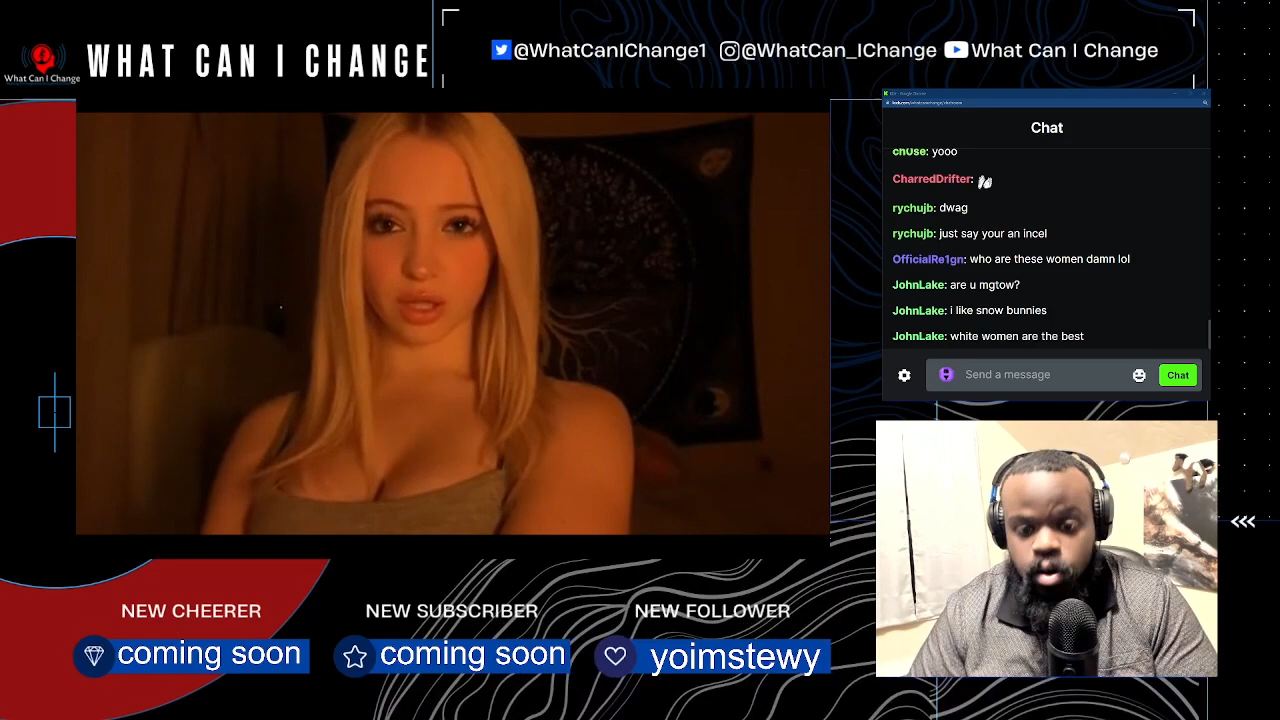 What Can I Change
WHAT CAN I CHANGE
@WhatCanIChange1
@WhatCan_IChange
What Can I Change
Chat
ch0se: yooo
CharredDrifter:
rychujb: dwag
rychujb: just say your an incel
OfficialRe1gn: who are these women damn lol
JohnLake: are u mgtow?
JohnLake: i like snow bunnies
JohnLake: white women are the best
Send a message
Chat
NEW CHEERER
NEW SUBSCRIBER
NEW FOLLOWER
coming soon
coming soon
yoimstewy